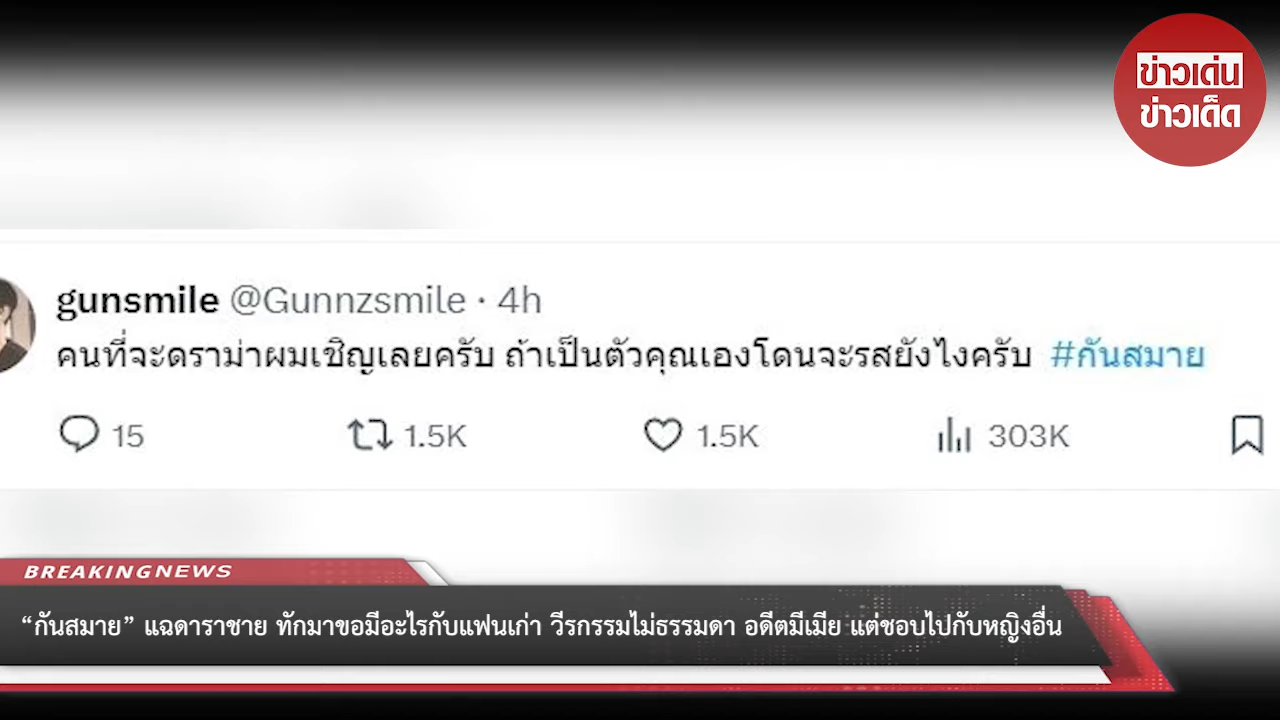 ข่าวเด่น
ข่าวเด็ด
gunsmile @Gunnzsmile · 4h
คนที่จะดราม่าผมเชิญเลยครับ ถ้าเป็นตัวคุณเองโดนจะรสยังไงครับ #กันสมาย
15 1.5K 1.5K 303K
BREAKINGNEWS
“กันสมาย” แฉดาราชาย ทักมาขอมีอะไรกับแฟนเก่า วีรกรรมไม่ธรรมดา อดีตมีเมีย แต่ชอบไปกับหญิงอื่น